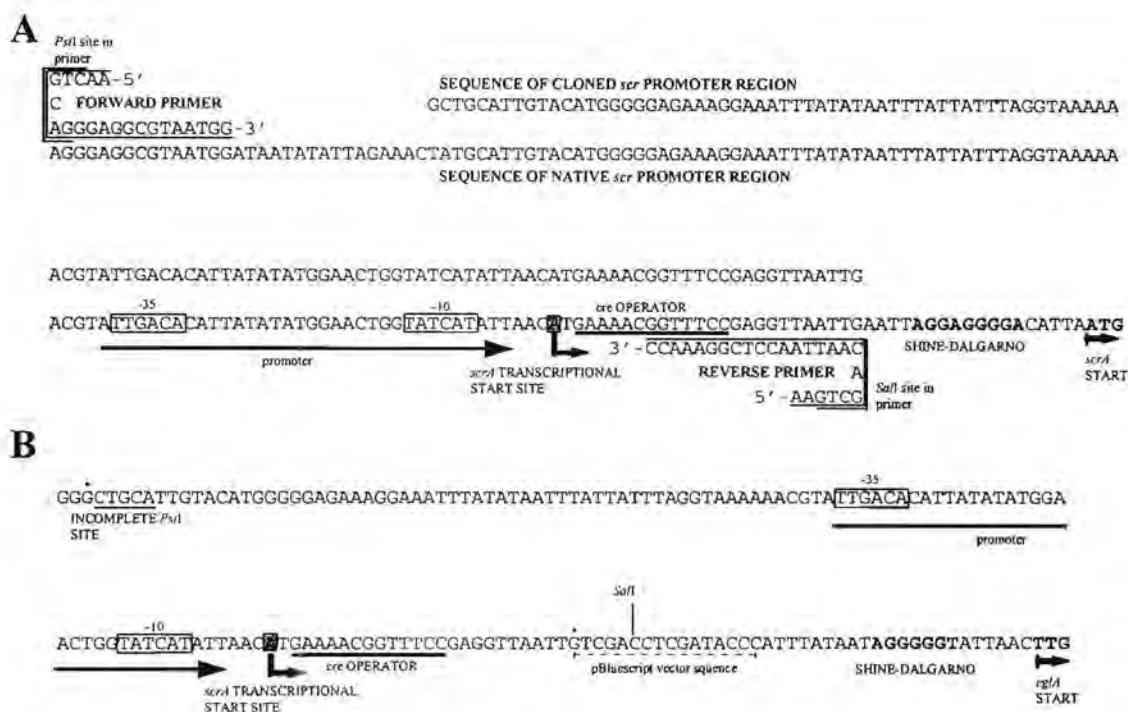 A
PstI site in
primer
GTCAA-5'
C FORWARD PRIMER
AGGGAGGCGTAATGG-3'
SEQUENCE OF CLONED scr PROMOTER REGION
GCTGCATTGTACATGGGGGAGAAAGGAAATTTATATAATTTATTATTTAGGTAAAAA
AGGGAGGCGTAATGGATAATATATTAGAAACTATGCATTGTACATGGGGGAGAAAGGAAATTTATATAATTTATTATTTAGGTAAAAA
SEQUENCE OF NATIVE scr PROMOTER REGION
ACGTATTGACACATTATATATGGAACTGGTATCATATTAACATGAAAACGGTTTCCGAGGTTAATTG
-35
-10
cre OPERATOR
ACGTATTGACACATTATATATGGAACTGGTATCATATTAACATGAAAACGGTTTCCGAGGTTAATTGAATTAGGAGGGGACATTAATG
promoter
scrA TRANSCRIPTIONAL
START SITE
3'-CCAAAGGCTCCAATTAAC
REVERSE PRIMER A
5'-AAGTCG
SalI site in
primer
SHINE-DALGARNO
scrA
START
B
-35
GGGCTGCATTGTACATGGGGGAGAAAGGAAATTTATATAATTTATTATTTAGGTAAAAAACGTATTGACACATTATATATGGA
INCOMPLETE PstI
SITE
promoter
SalI
-10
ACTGGTATCATATTAACATGAAAACGGTTTCCGAGGTTAATTGTCGACCTCGATACCCATTTATAATAGGGGGTATTAACTTG
cre OPERATOR
pBluescript vector squence
SHINE-DALGARNO
scrA TRANSCRIPTIONAL
START SITE
eglA
START